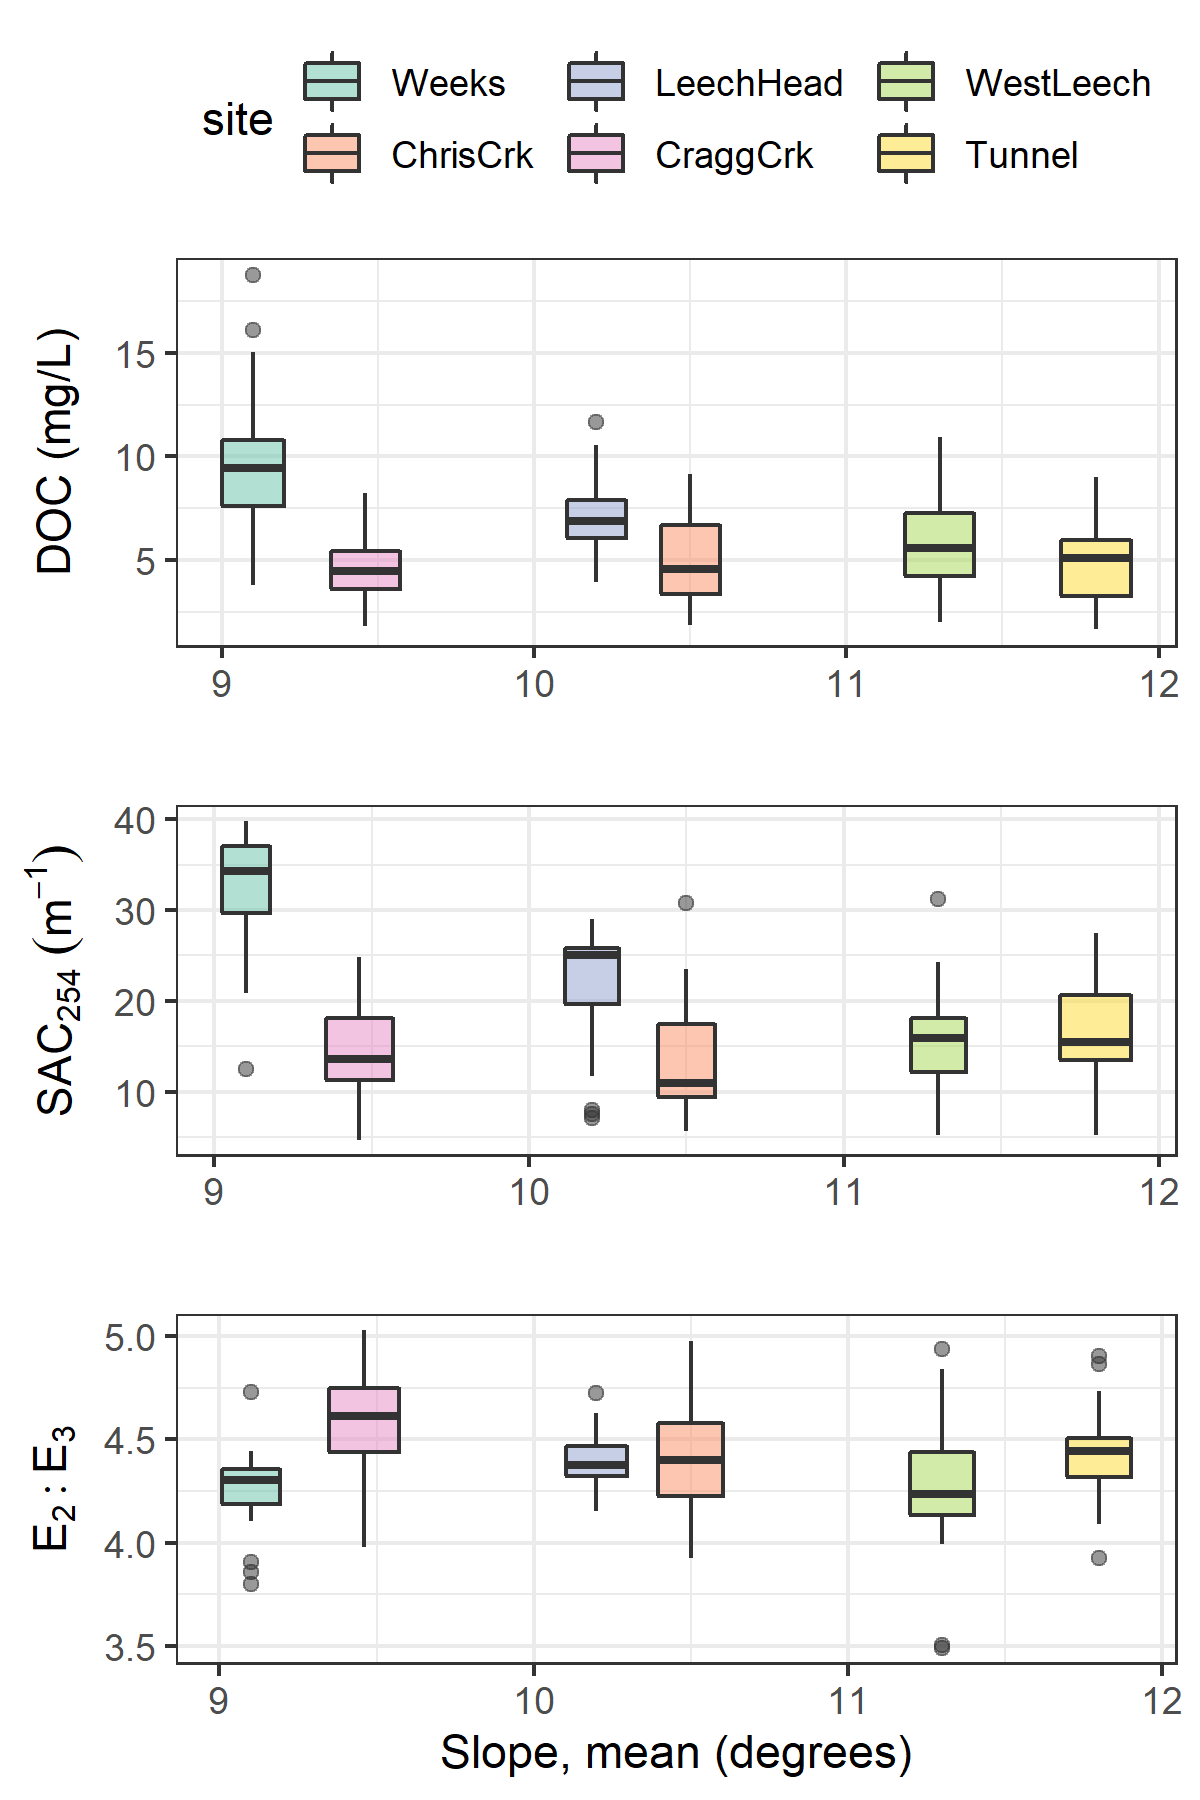 site
Weeks LeechHead WestLeech
ChrisCrk CraggCrk Tunnel
DOC (mg/L)
15
10
5
9 10 11 12
SAC₂₅₄ (m⁻¹)
40
30
20
10
9 10 11 12
E₂ : E₃
5.0
4.5
4.0
3.5
9 10 11 12
Slope, mean (degrees)